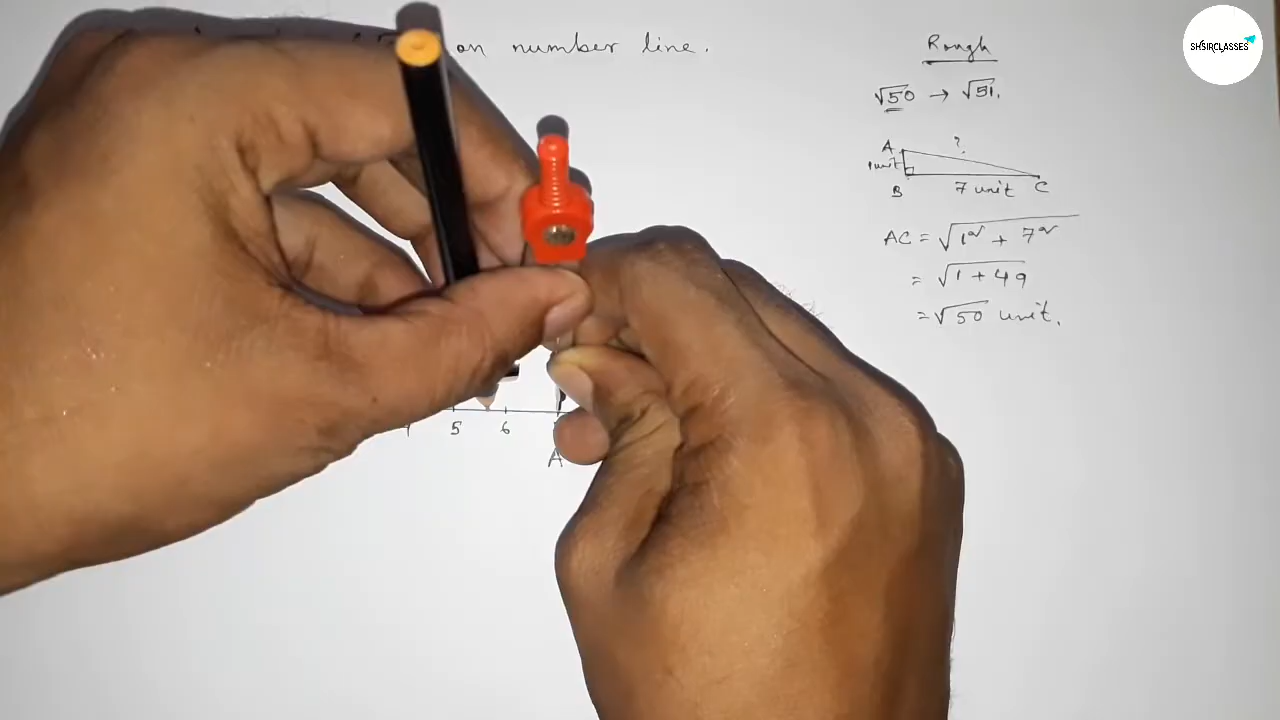 on number line.
Rough
√50 → √51.
A ?
1unit
B 7 unit C
AC = √1² + 7²
= √1 + 49
= √50 unit.
5 6
A
SHSIRCLASSES